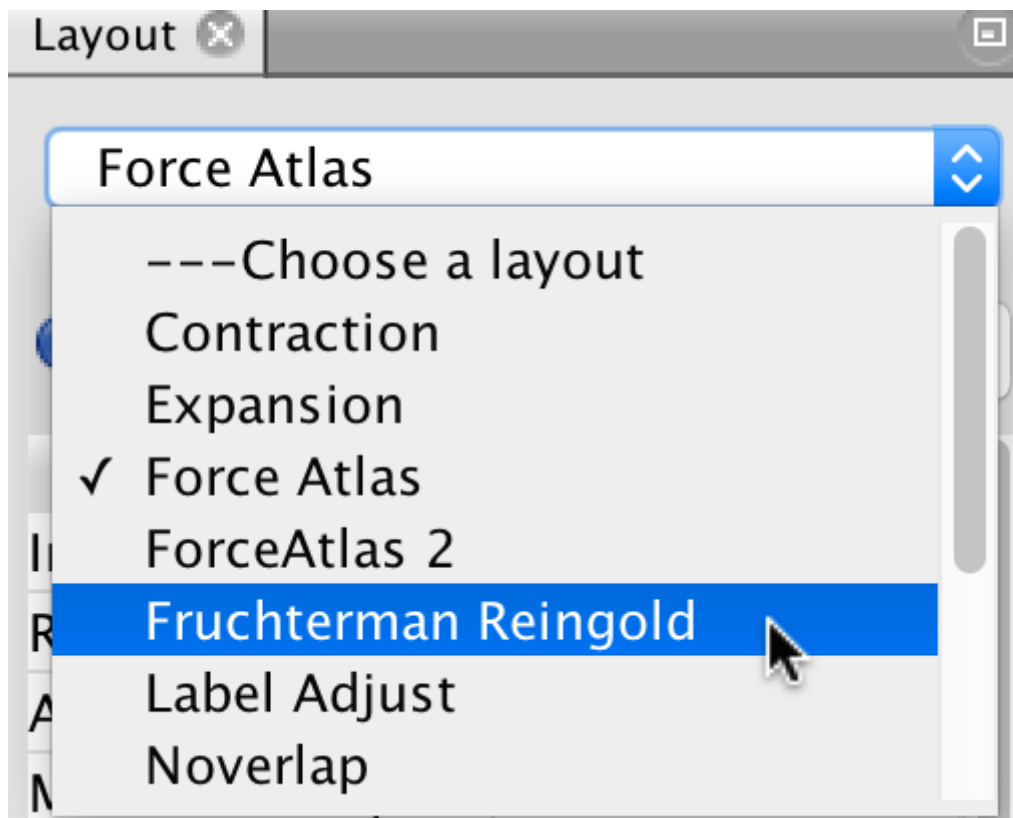 Layout
Force Atlas
---Choose a layout
Contraction
Expansion
✓ Force Atlas
ForceAtlas 2
Fruchterman Reingold
Label Adjust
Noverlap